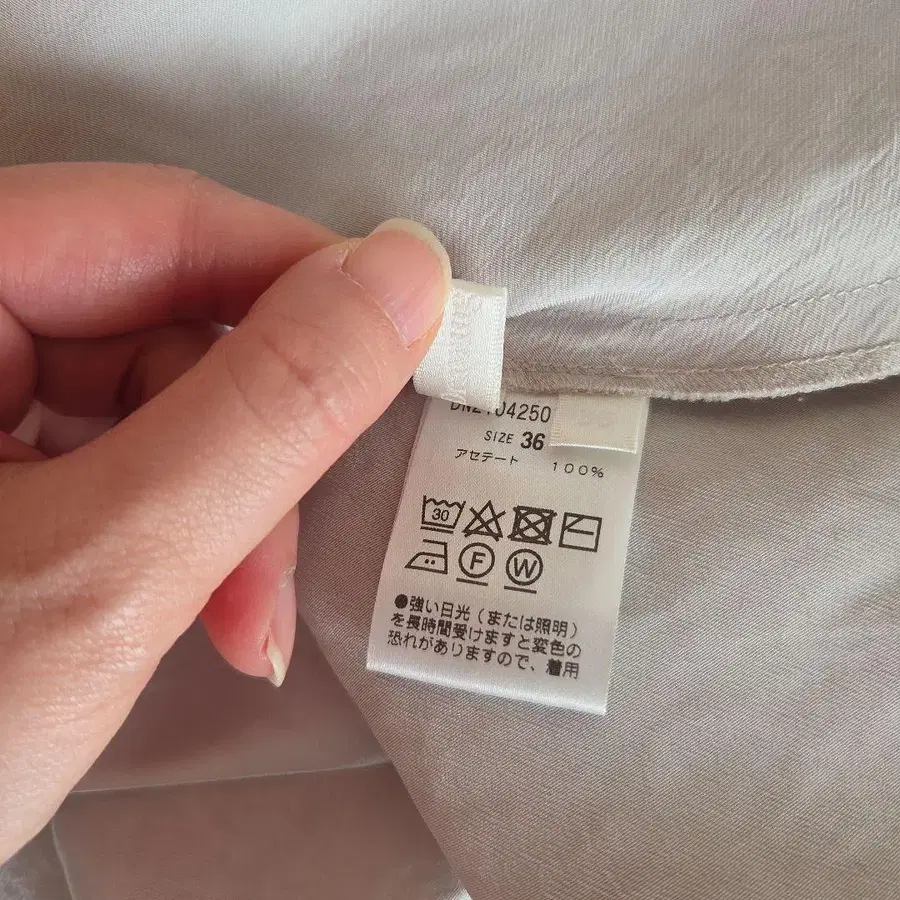 SIZE 36
アセテート 100%
30
F W
●強い日光(または照明)
を長時間受けますと変色の
恐れがありますので、着用